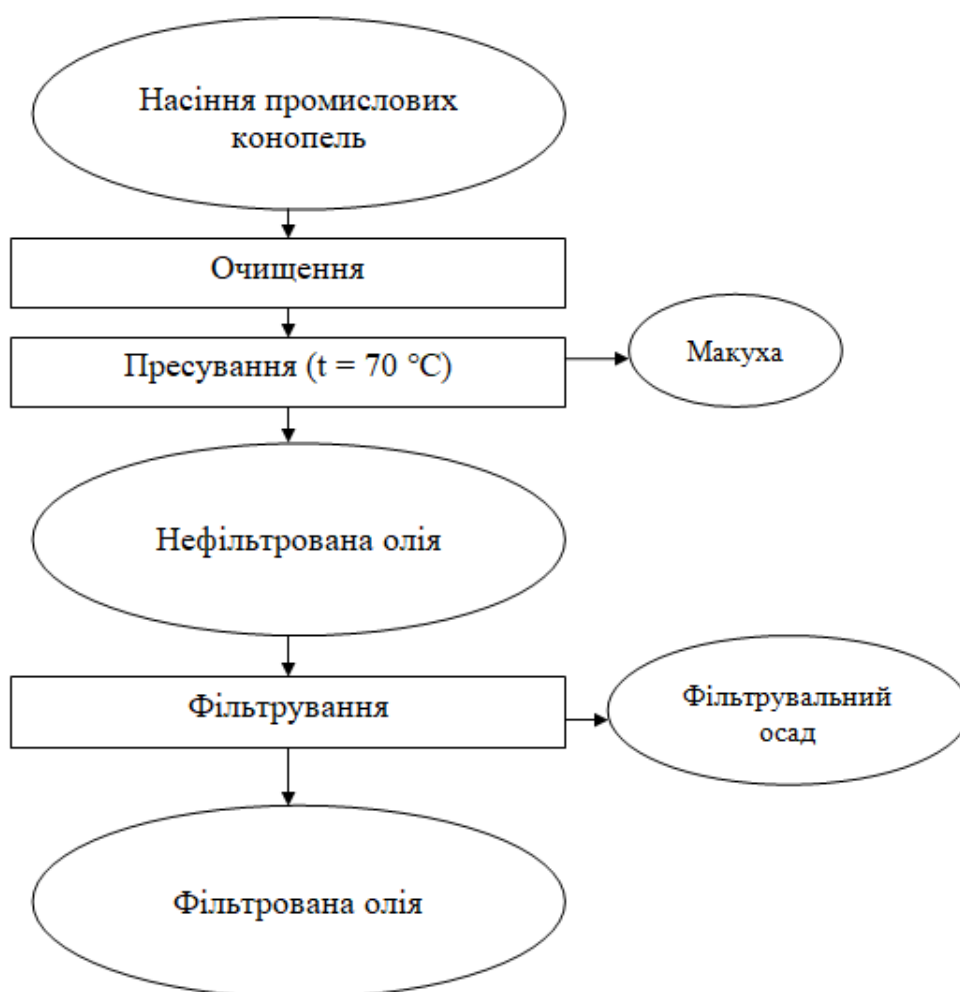 Насіння промислових
конопель
Очищення
Пресування (t = 70 °C)
Макуха
Нефільтрована олія
Фільтрування
Фільтрувальний
осад
Фільтрована олія